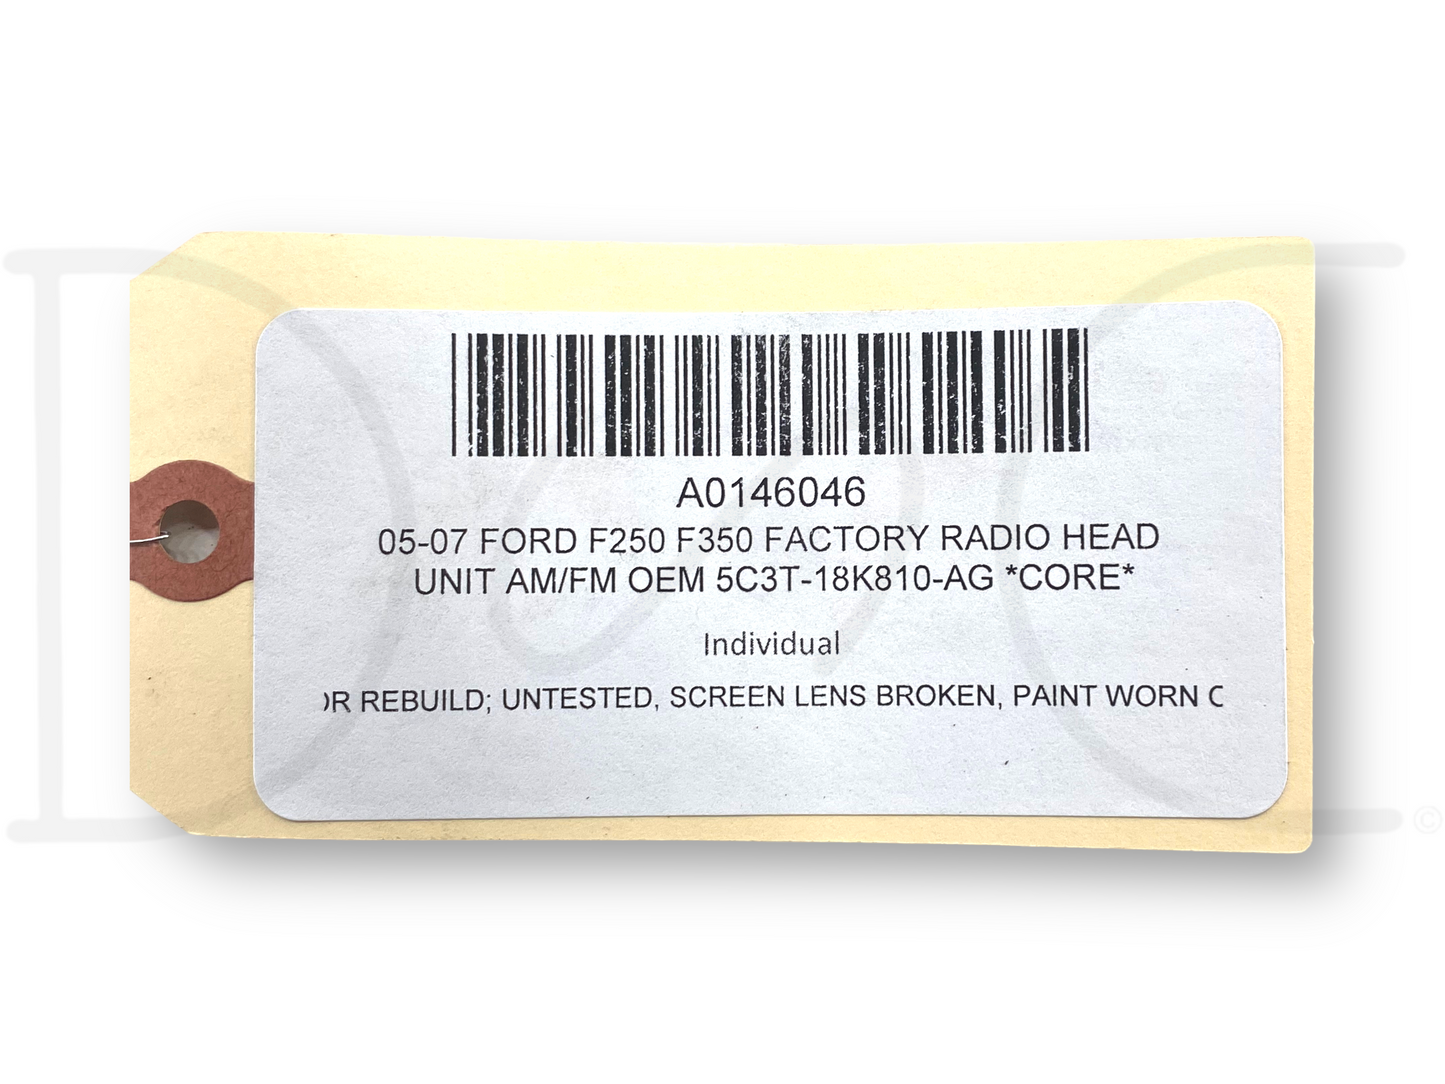 A0146046
05-07 FORD F250 F350 FACTORY RADIO HEAD
UNIT AM/FM OEM 5C3T-18K810-AG *CORE*
Individual
REBUILD; UNTESTED, SCREEN LENS BROKEN, PAINT WORN